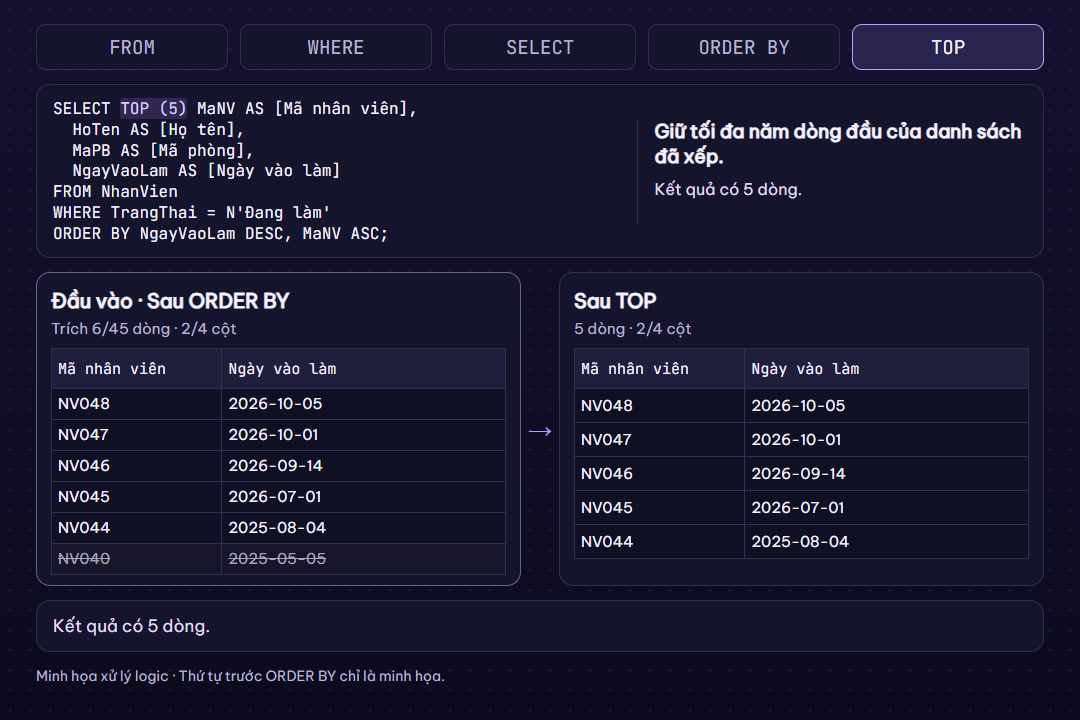 FROM
WHERE
SELECT
ORDER BY
TOP
SELECT TOP (5) MaNV AS [Mã nhân viên],
HoTen AS [Họ tên],
MaPB AS [Mã phòng],
NgayVaoLam AS [Ngày vào làm]
FROM NhanVien
WHERE TrangThai = N'Đang làm'
ORDER BY NgayVaoLam DESC, MaNV ASC;
Giữ tối đa năm dòng đầu của danh sách
đã xếp.
Kết quả có 5 dòng.
Đầu vào · Sau ORDER BY
Trích 6/45 dòng · 2/4 cột
Mã nhân viên Ngày vào làm
NV048 2026-10-05
NV047 2026-10-01
NV046 2026-09-14
NV045 2026-07-01
NV044 2025-08-04
NV040 2025-05-05
→
Sau TOP
5 dòng · 2/4 cột
Mã nhân viên Ngày vào làm
NV048 2026-10-05
NV047 2026-10-01
NV046 2026-09-14
NV045 2026-07-01
NV044 2025-08-04
Kết quả có 5 dòng.
Minh họa xử lý logic · Thứ tự trước ORDER BY chỉ là minh họa.